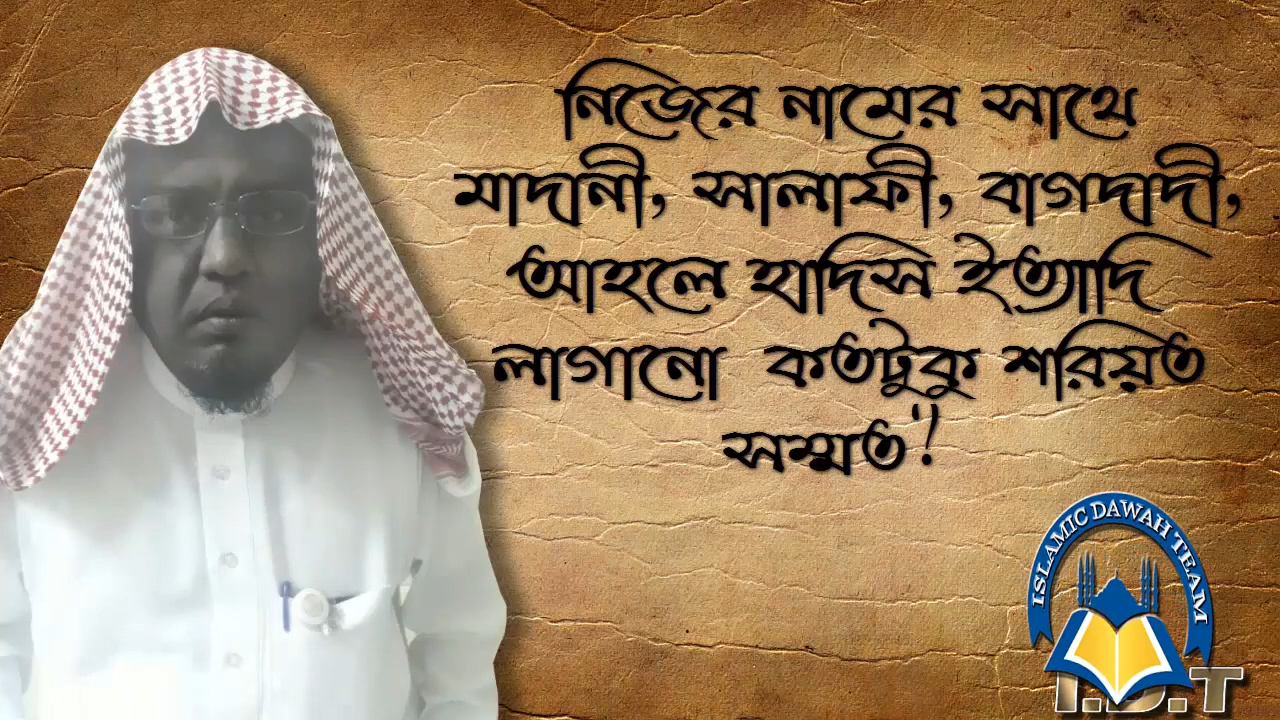 নিজের নামের সাথে
মাদানী, সালাফী, বাগদাদী,
আহলে হাদিস ইত্যাদি
লাগানো কতটুকু শরিয়ত
সম্মত?
ISLAMIC DAWAH TEAM
I.D.T